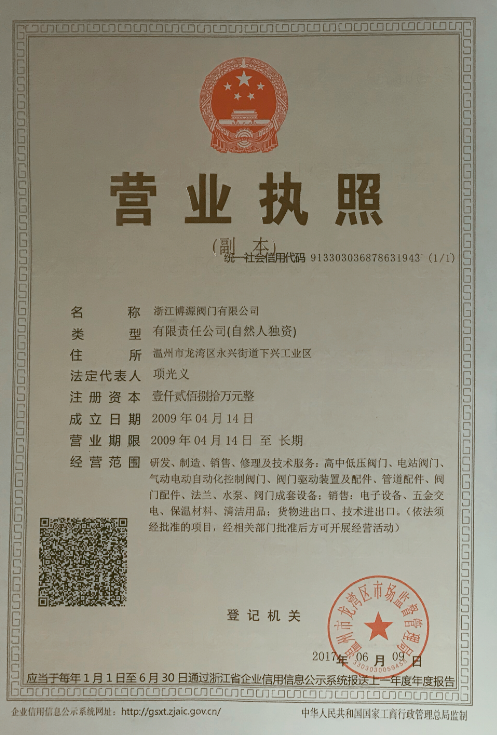 营业执照
(副 本)
统一社会信用代码 913303036878631943 (1/1)
名 称 浙江博源阀门有限公司
类 型 有限责任公司(自然人独资)
住 所 温州市龙湾区永兴街道下兴工业区
法定代表人 项光义
注册资本 壹仟贰佰捌拾万元整
成立日期 2009年04月14日
营业期限 2009年04月14日 至 长期
经营范围 研发、制造、销售、修理及技术服务：高中低压阀门、电站阀门、
气动电动自动化控制阀门、阀门驱动装置及配件、管道配件、阀
门配件、法兰、水泵、阀门成套设备；销售：电子设备、五金交
电、保温材料、清洁用品；货物进出口、技术进出口。（依法须
经批准的项目，经相关部门批准后方可开展经营活动）
登记机关
温州市龙湾区市场监督管理局
2017年 06月 09日
应当于每年1月1日至6月30日通过浙江省企业信用信息公示系统报送上一年度年度报告
企业信用信息公示系统网址：http://gsxt.zjaic.gov.cn/
中华人民共和国国家工商行政管理总局监制